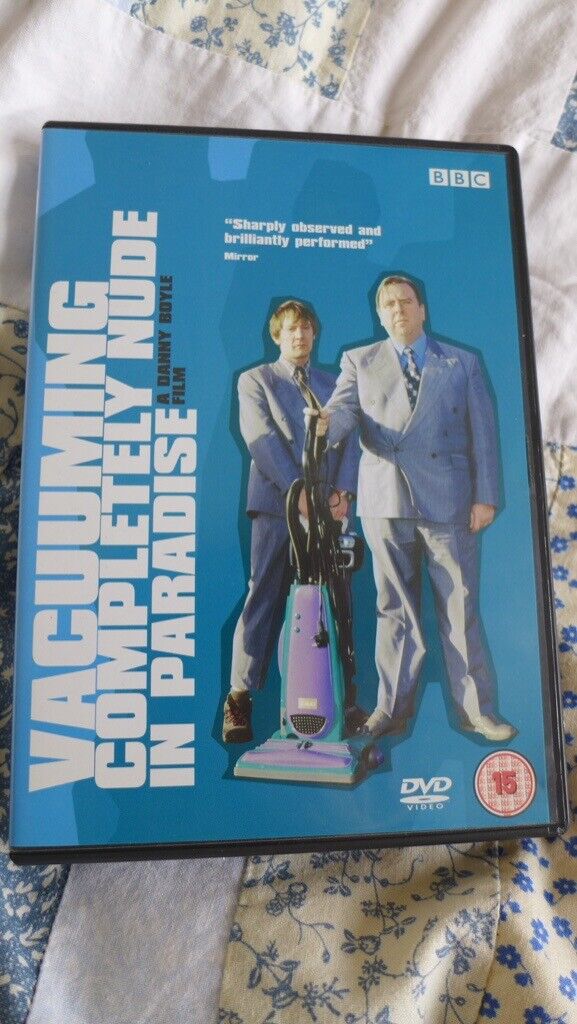 BBC
"Sharply observed and
brilliantly performed"
Mirror
VACUUMING
COMPLETELY NUDE
IN PARADISE
A DANNY BOYLE
FILM
DVD
VIDEO
15